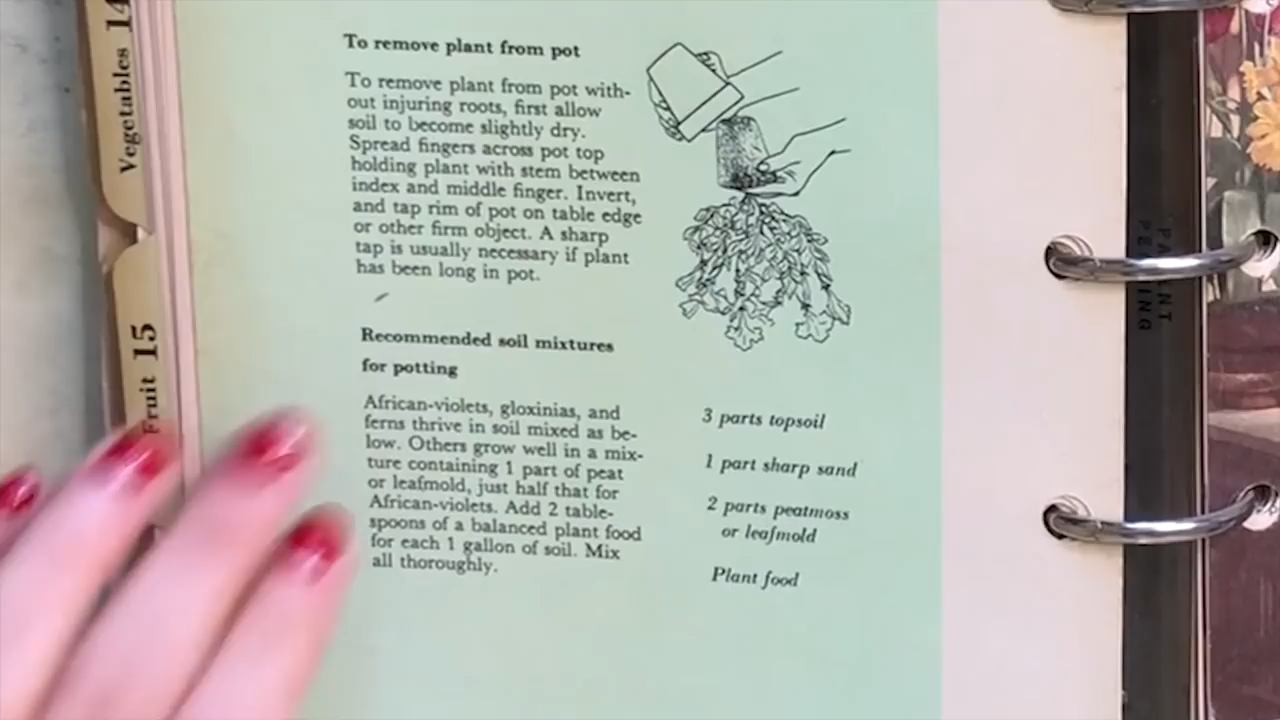 Vegetables 14
Fruit 15
To remove plant from pot
To remove plant from pot with-
out injuring roots, first allow
soil to become slightly dry.
Spread fingers across pot top
holding plant with stem between
index and middle finger. Invert,
and tap rim of pot on table edge
or other firm object. A sharp
tap is usually necessary if plant
has been long in pot.
Recommended soil mixtures
for potting
African-violets, gloxinias, and
ferns thrive in soil mixed as be-
low. Others grow well in a mix-
ture containing 1 part of peat
or leafmold, just half that for
African-violets. Add 2 table-
spoons of a balanced plant food
for each 1 gallon of soil. Mix
all thoroughly.
3 parts topsoil
1 part sharp sand
2 parts peatmoss
or leafmold
Plant food